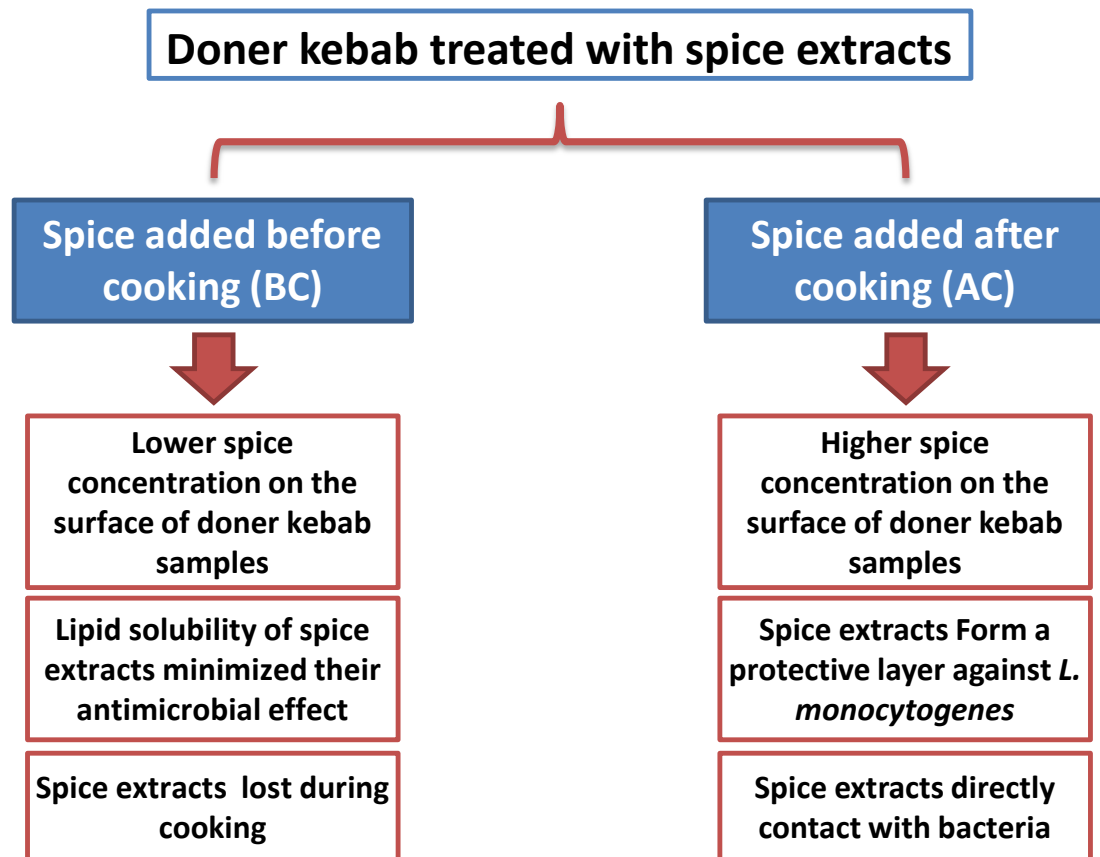 Doner kebab treated with spice extracts
Spice added before
cooking (BC)
Lower spice
concentration on the
surface of doner kebab
samples
Lipid solubility of spice
extracts minimized their
antimicrobial effect
Spice extracts  lost during
cooking
Spice added after
cooking (AC)
Higher spice
concentration on the
surface of doner kebab
samples
Spice extracts Form a
protective layer against L.
monocytogenes
Spice extracts directly
contact with bacteria